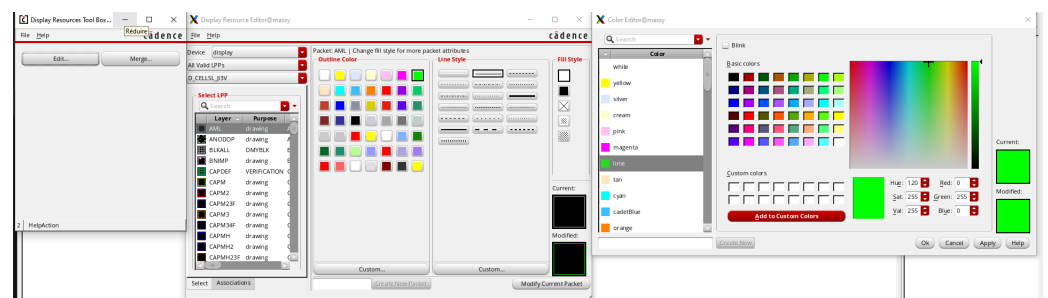 Display Resources Tool Box...
File Help
Réduire
cādence
Edit...
Merge...
2 HelpAction
Display Resource Editor@massy
File Help
cādence
Device display
All Valid LPPs
D_CELLSL_JI3V
Select LPP
Search
Layer Purpose
AML drawing
ANODOP drawing
BLKALL DMYBLK
BNIMP drawing
CAPDEF VERIFICATION
CAPM drawing
CAPM2 drawing
CAPM23F drawing
CAPM3 drawing
CAPM34F drawing
CAPMH drawing
CAPMH2 drawing
CAPMH23F drawing
Select Associations
Packet: AML | Change fill style for more packet attributes
Outline Color
Line Style
Fill Style
Current:
Modified:
Custom...
Custom...
Create New Packet
Modify Current Packet
Color Editor@massy
Search
Color
white
yellow
silver
cream
pink
magenta
lime
tan
cyan
cadetBlue
orange
Create New
Blink
Basic colors
Custom colors
Add to Custom Colors
Hue: 120 Red: 0
Sat: 255 Green: 255
Val: 255 Blue: 0
Current:
Modified:
Ok Cancel Apply Help